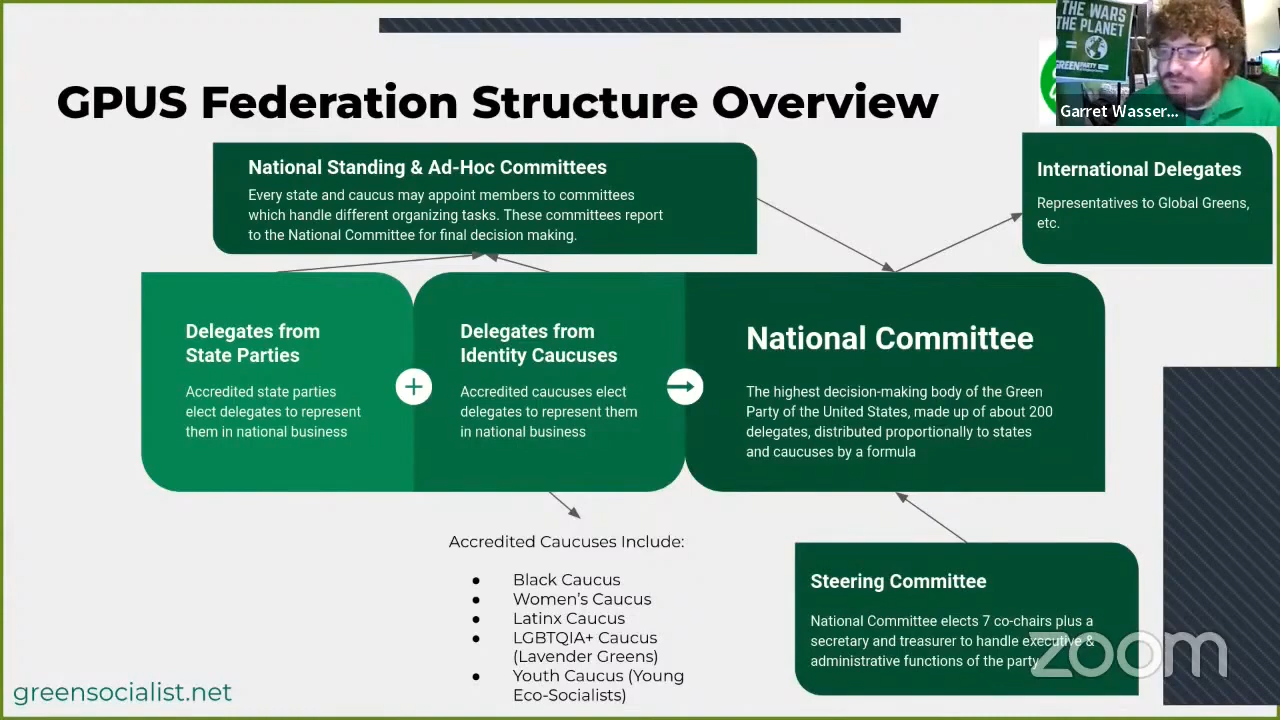 THE WARS
THE PLANET
=
GREENPARTY
Garret Wasser...
GPUS Federation Structure Overview
National Standing & Ad-Hoc Committees
Every state and caucus may appoint members to committees
which handle different organizing tasks. These committees report
to the National Committee for final decision making.
International Delegates
Representatives to Global Greens,
etc.
Delegates from
State Parties
Accredited state parties
elect delegates to represent
them in national business
+
Delegates from
Identity Caucuses
Accredited caucuses elect
delegates to represent them
in national business
National Committee
The highest decision-making body of the Green
Party of the United States, made up of about 200
delegates, distributed proportionally to states
and caucuses by a formula
Accredited Caucuses Include:
● Black Caucus
● Women’s Caucus
● Latinx Caucus
● LGBTQIA+ Caucus
(Lavender Greens)
● Youth Caucus (Young
Eco-Socialists)
Steering Committee
National Committee elects 7 co-chairs plus a
secretary and treasurer to handle executive &
administrative functions of the party
zoom
greensocialist.net